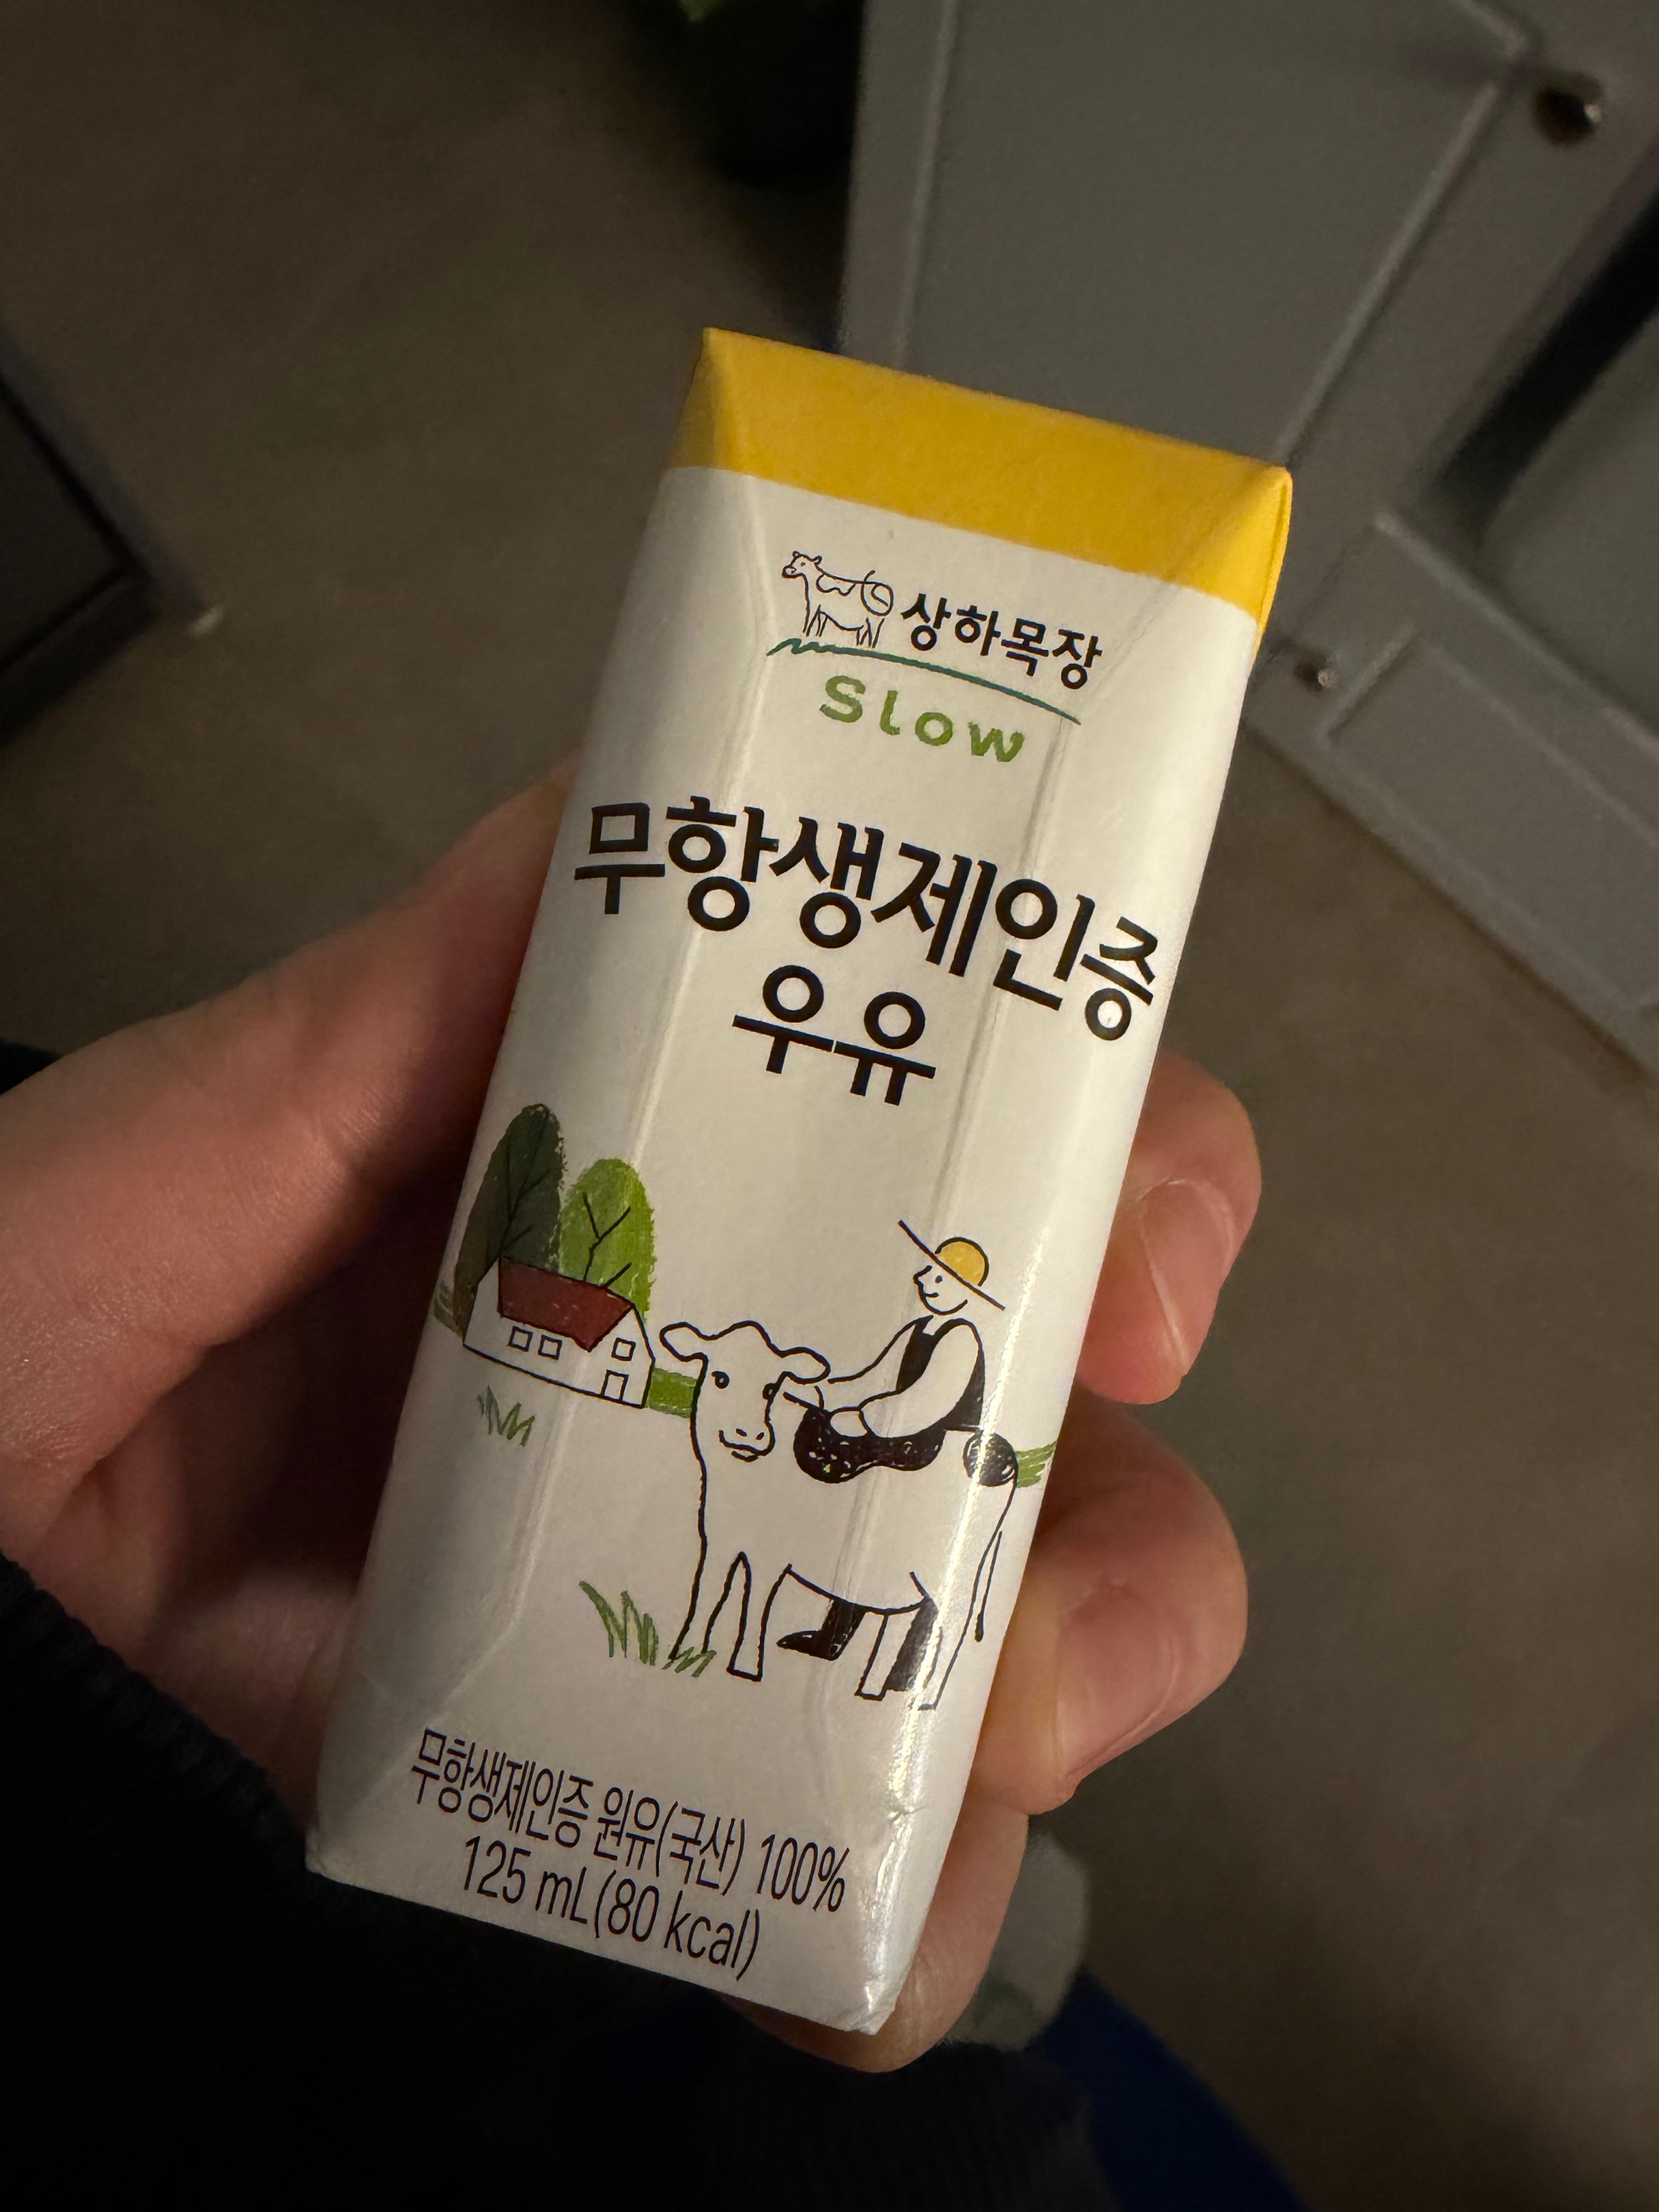 상하목장
Slow
무항생제인증
우유
무항생제인증 원유(국산) 100%
125 mL(80 kcal)